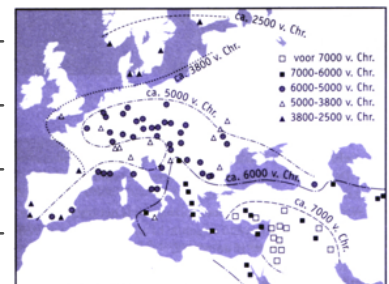 ca. 2500 v. Chr.
ca. 3800 v. Chr.
ca. 5000 v. Chr.
voor 7000 v. Chr.
7000-6000 v. Chr.
6000-5000 v. Chr.
5000-3800 v. Chr.
3800-2500 v. Chr.
ca. 6000 v. Chr.
ca. 7000 v. Chr.